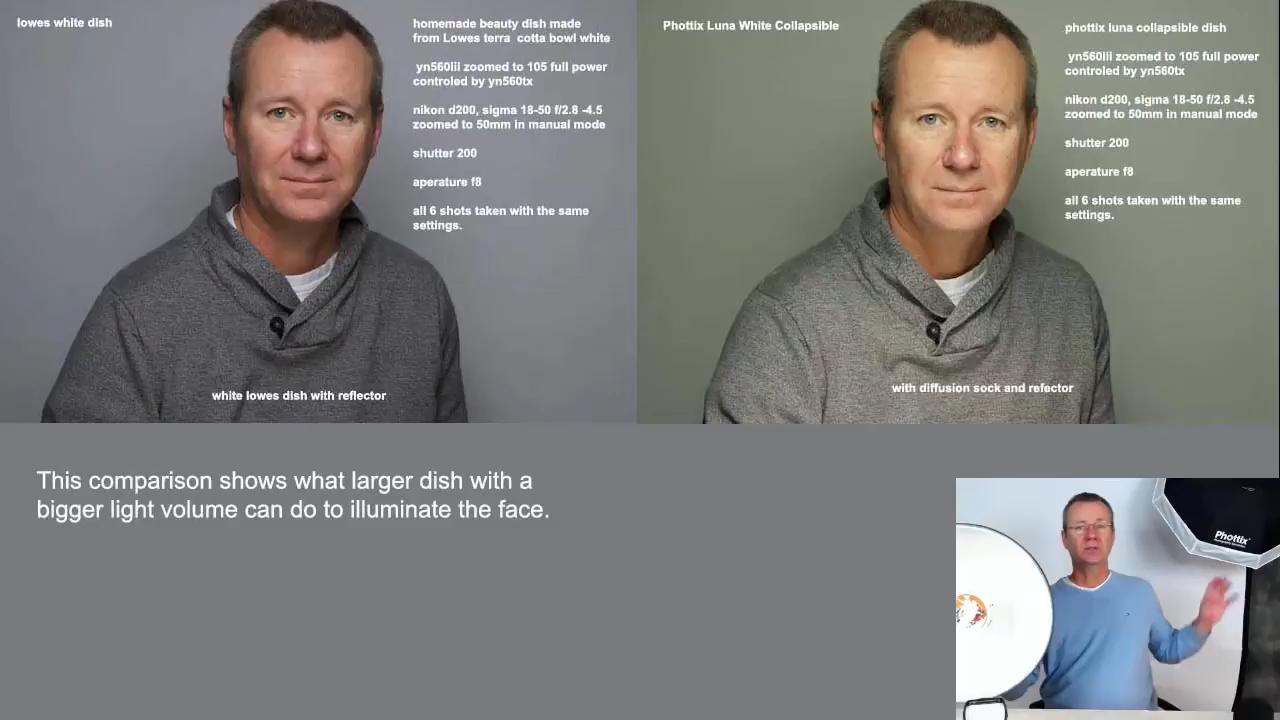 lowes white dish
homemade beauty dish made
from Lowes terra  cotta bowl white
yn560iii zoomed to 105 full power
controled by yn560tx
nikon d200, sigma 18-50 f/2.8 -4.5
zoomed to 50mm in manual mode
shutter 200
aperature f8
all 6 shots taken with the same
settings.
white lowes dish with reflector
Phottix Luna White Collapsible
phottix luna collapsible dish
yn560iii zoomed to 105 full power
controled by yn560tx
nikon d200, sigma 18-50 f/2.8 -4.5
zoomed to 50mm in manual mode
shutter 200
aperature f8
all 6 shots taken with the same
settings.
with diffusion sock and refector
This comparison shows what larger dish with a
bigger light volume can do to illuminate the face.
Phottix